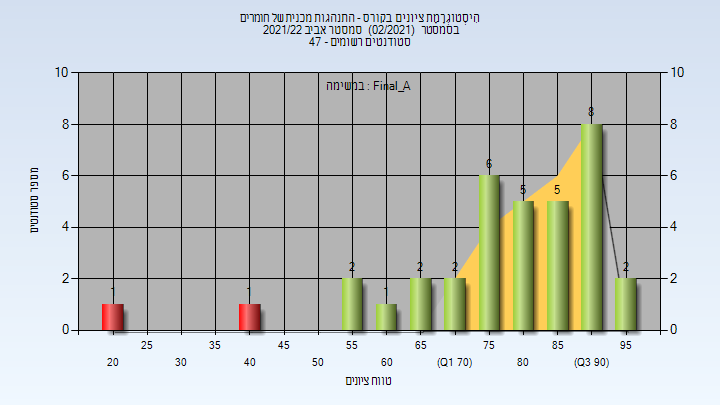 היסטוגרמת ציונים בקורס - התנהגות מכנית של חומרים
בסמסטר (02/2021) סמסטר אביב 2021/22
סטודנטים רשומים - 47
במשימה : Final_A
מספר סטודנטים
10 8 6 4 2 0
10 8 6 4 2 0
1 1 2 1 2 2 6 5 5 8 2
25 35 45 55 65 75 85 95
20 30 40 50 60 (Q1 70) 80 (Q3 90)
טווח ציונים